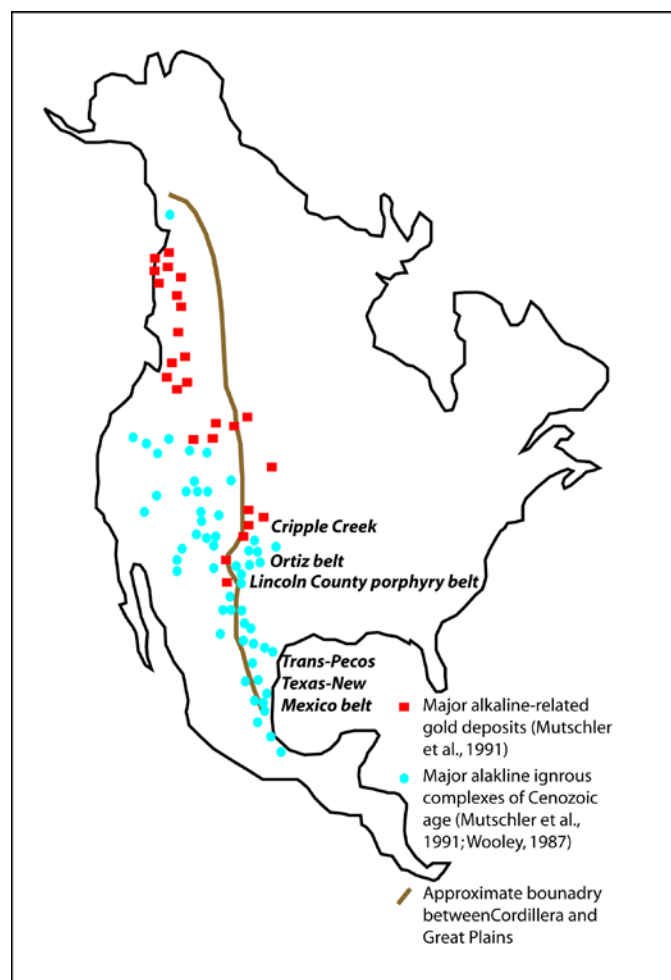 Cripple Creek
Ortiz belt
Lincoln County porphyry belt
Trans-Pecos
Texas-New
Mexico belt
Major alkaline-related
gold deposits (Mutschler
et al., 1991)
Major alakline ignrous
complexes of Cenozoic
age (Mutschler et al.,
1991; Wooley, 1987)
Approximate bounadry
betweenCordillera and
Great Plains